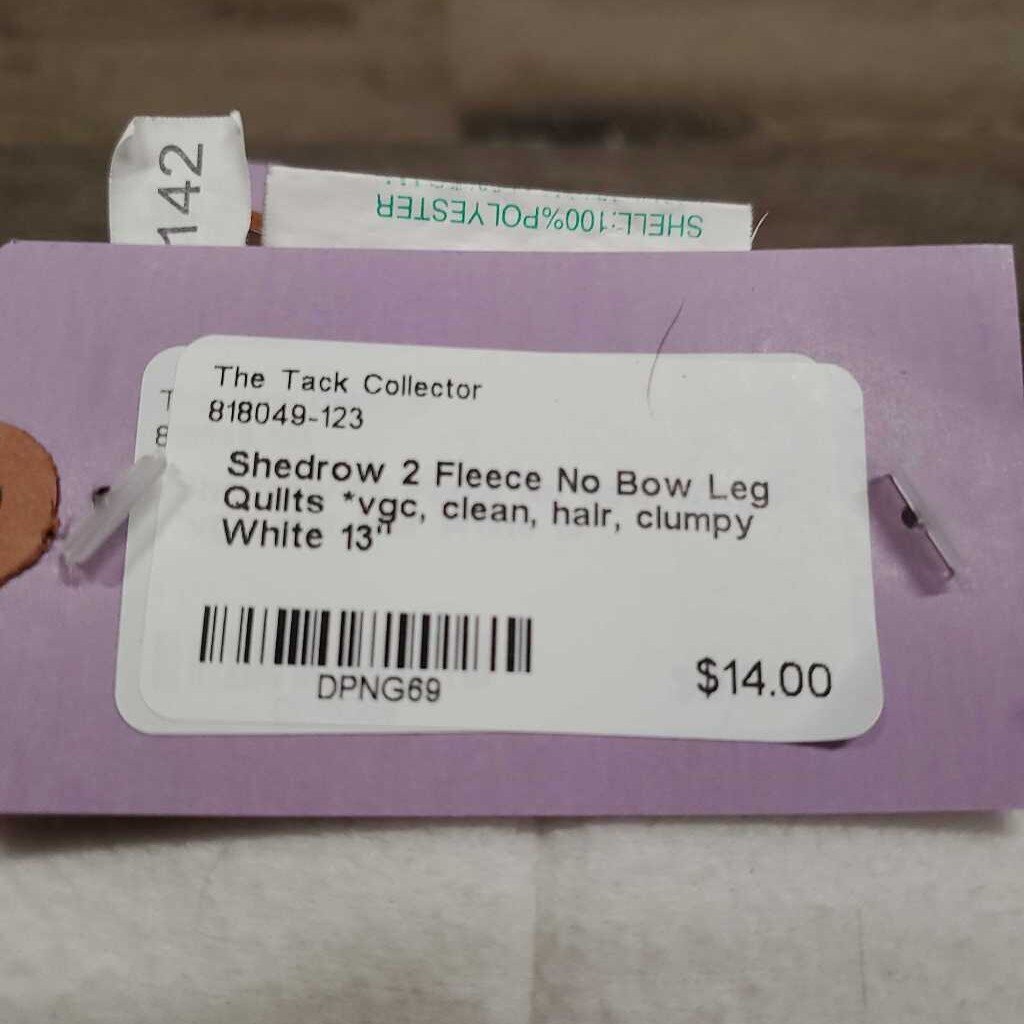 142
SHELL:100%POLYESTER
The Tack Collector
818049-123
Shedrow 2 Fleece No Bow Leg
Quilts *vgc, clean, hair, clumpy
White 13"
DPNG69
$14.00